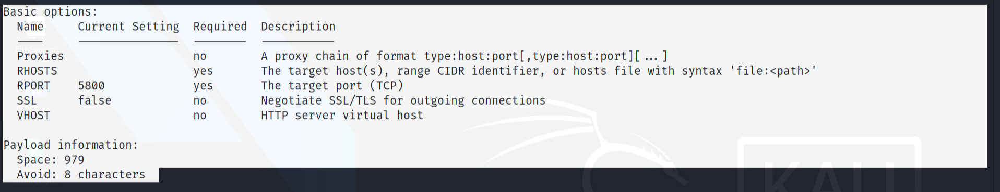 Basic options:
  Name     Current Setting  Required  Description
  ----     ---------------  --------  -----------
  Proxies                   no        A proxy chain of format type:host:port[,type:host:port][...]
  RHOSTS                    yes       The target host(s), range CIDR identifier, or hosts file with syntax 'file:<path>'
  RPORT    5800             yes       The target port (TCP)
  SSL      false            no        Negotiate SSL/TLS for outgoing connections
  VHOST                     no        HTTP server virtual host
Payload information:
  Space: 979
  Avoid: 8 characters
KALI